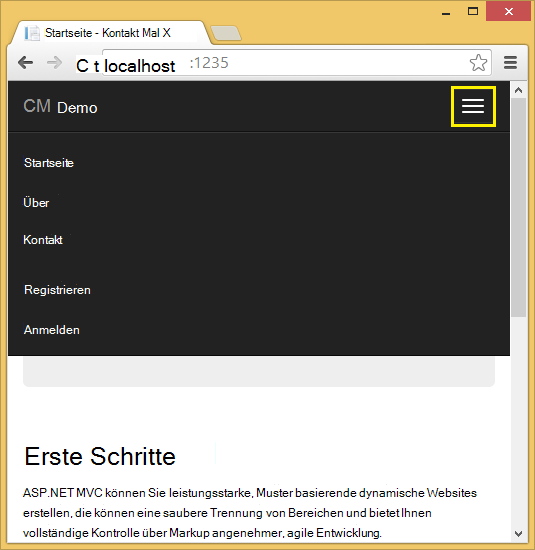 Startseite - Kontakt Mal X
C t localhost :1235
CM Demo
Startseite
Über
Kontakt
Registrieren
Anmelden
Erste Schritte
ASP.NET MVC können Sie leistungsstarke, Muster basierende dynamische Websites
erstellen, die können eine saubere Trennung von Bereichen und bietet Ihnen
vollständige Kontrolle über Markup angenehmer, agile Entwicklung.